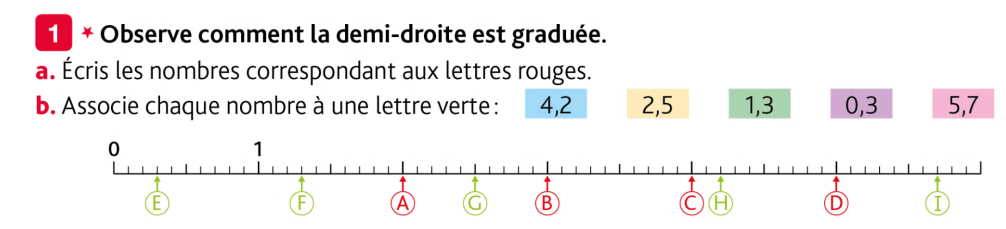 1 ★ Observe comment la demi-droite est graduée.
a. Écris les nombres correspondant aux lettres rouges.
b. Associe chaque nombre à une lettre verte : 4,2 2,5 1,3 0,3 5,7
0 1
E F A G B C H D I